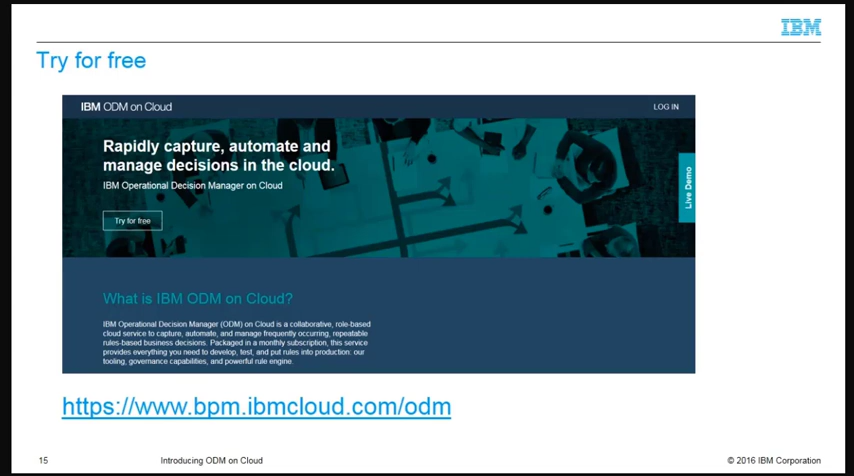 IBM
Try for free
IBM ODM on Cloud
LOG IN
Rapidly capture, automate and
manage decisions in the cloud.
IBM Operational Decision Manager on Cloud
Try for free
Live Demo
What is IBM ODM on Cloud?
IBM Operational Decision Manager (ODM) on Cloud is a collaborative, role-based
cloud service to capture, automate, and manage frequently occurring, repeatable
rules-based business decisions. Packaged in a monthly subscription, this service
provides everything you need to develop, test, and put rules into production: our
tooling, governance capabilities, and powerful rule engine.
https://www.bpm.ibmcloud.com/odm
15
Introducing ODM on Cloud
© 2016 IBM Corporation